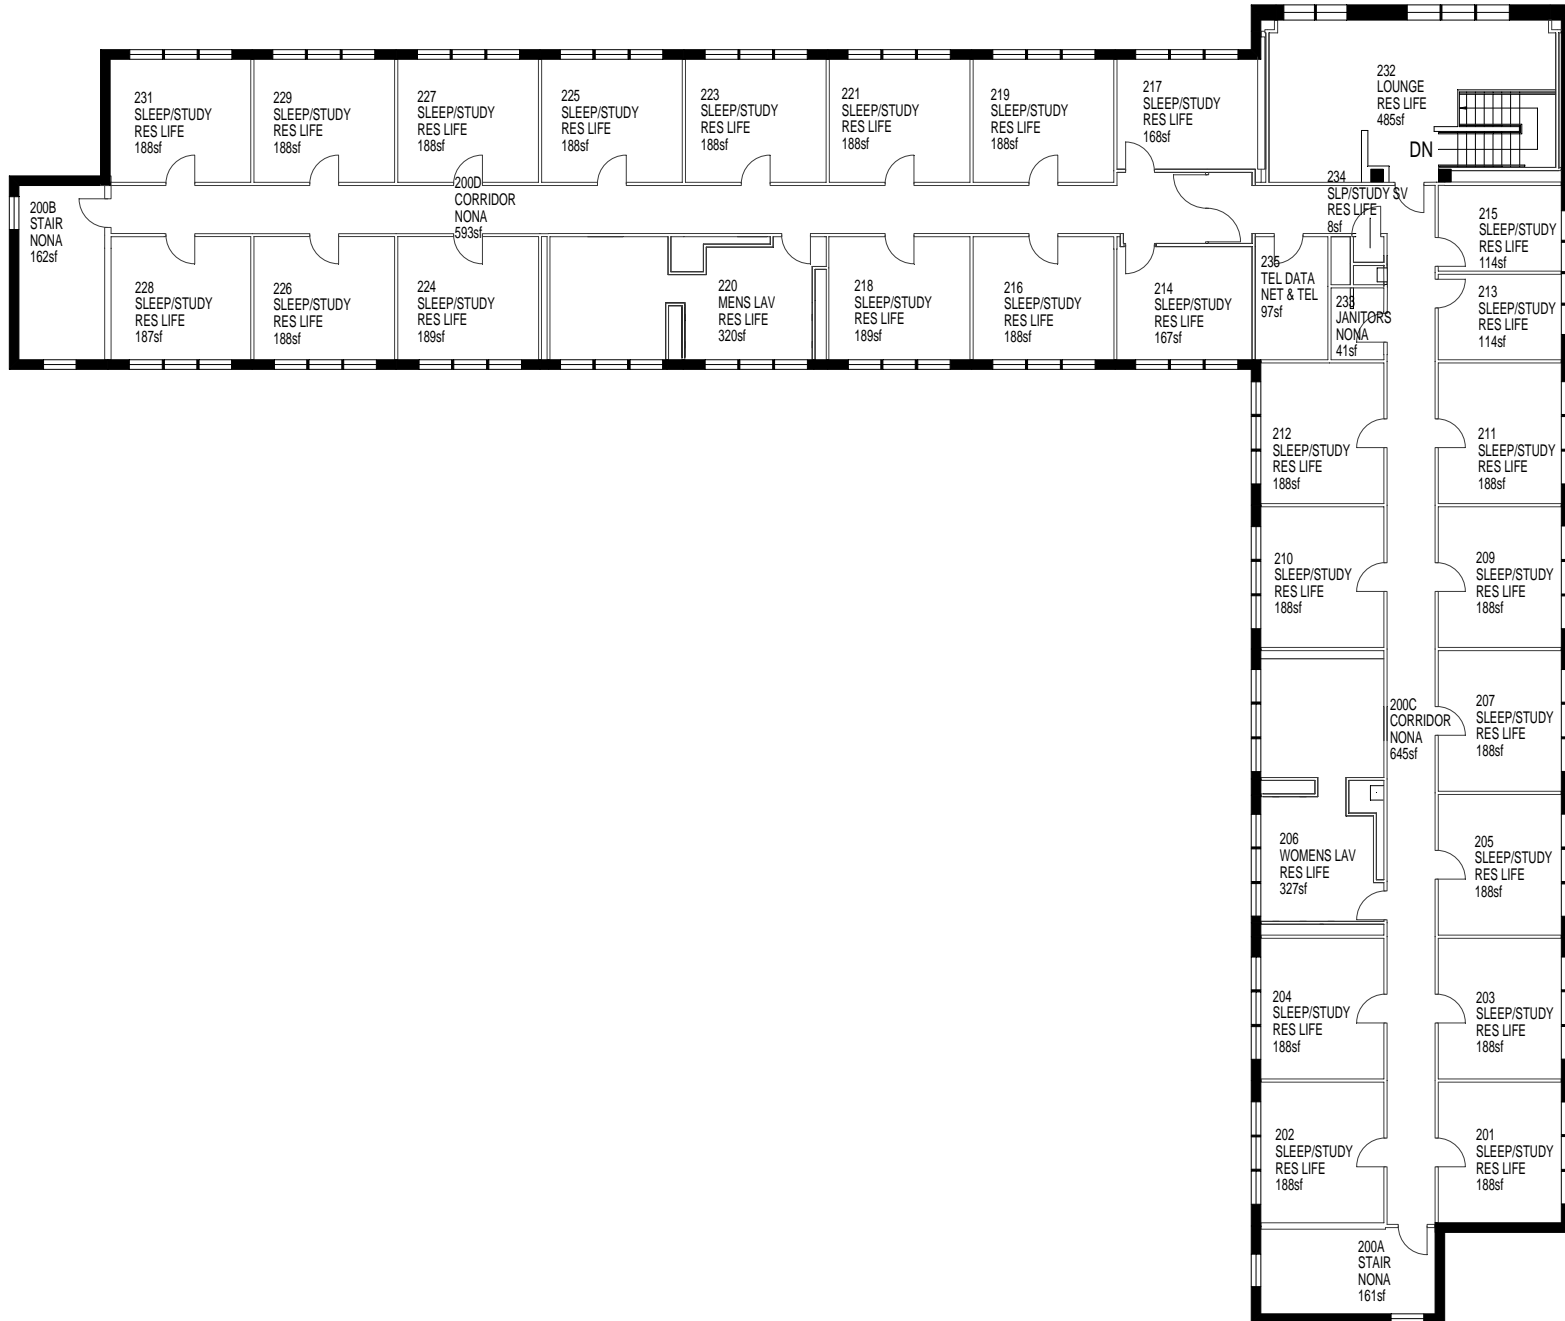 231
SLEEP/STUDY
RES LIFE
188sf
229
SLEEP/STUDY
RES LIFE
188sf
227
SLEEP/STUDY
RES LIFE
188sf
225
SLEEP/STUDY
RES LIFE
188sf
223
SLEEP/STUDY
RES LIFE
188sf
221
SLEEP/STUDY
RES LIFE
188sf
219
SLEEP/STUDY
RES LIFE
188sf
217
SLEEP/STUDY
RES LIFE
168sf
232
LOUNGE
RES LIFE
485sf
DN
200B
STAIR
NONA
162sf
200D
CORRIDOR
NONA
593sf
234
SLP/STUDY SV
RES LIFE
8sf
215
SLEEP/STUDY
RES LIFE
114sf
228
SLEEP/STUDY
RES LIFE
187sf
226
SLEEP/STUDY
RES LIFE
188sf
224
SLEEP/STUDY
RES LIFE
189sf
220
MENS LAV
RES LIFE
320sf
218
SLEEP/STUDY
RES LIFE
189sf
216
SLEEP/STUDY
RES LIFE
188sf
214
SLEEP/STUDY
RES LIFE
167sf
235
TEL DATA
NET & TEL
97sf
233
JANITORS
NONA
41sf
213
SLEEP/STUDY
RES LIFE
114sf
212
SLEEP/STUDY
RES LIFE
188sf
211
SLEEP/STUDY
RES LIFE
188sf
210
SLEEP/STUDY
RES LIFE
188sf
209
SLEEP/STUDY
RES LIFE
188sf
200C
CORRIDOR
NONA
645sf
207
SLEEP/STUDY
RES LIFE
188sf
206
WOMENS LAV
RES LIFE
327sf
205
SLEEP/STUDY
RES LIFE
188sf
204
SLEEP/STUDY
RES LIFE
188sf
203
SLEEP/STUDY
RES LIFE
188sf
202
SLEEP/STUDY
RES LIFE
188sf
201
SLEEP/STUDY
RES LIFE
188sf
200A
STAIR
NONA
161sf